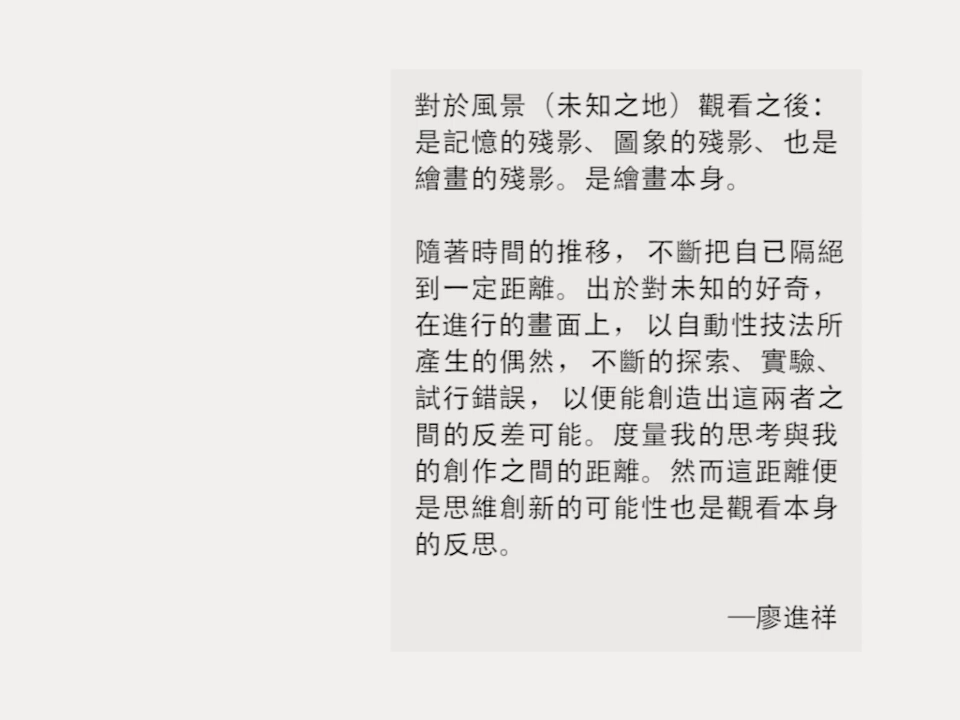 對於風景（未知之地）觀看之後：
是記憶的殘影、圖象的殘影、也是
繪畫的殘影。是繪畫本身。
隨著時間的推移，不斷把自己隔絕
到一定距離。出於對未知的好奇，
在進行的畫面上，以自動性技法所
產生的偶然，不斷的探索、實驗、
試行錯誤，以便能創造出這兩者之
間的反差可能。度量我的思考與我
的創作之間的距離。然而這距離便
是思維創新的可能性也是觀看本身
的反思。
—廖進祥